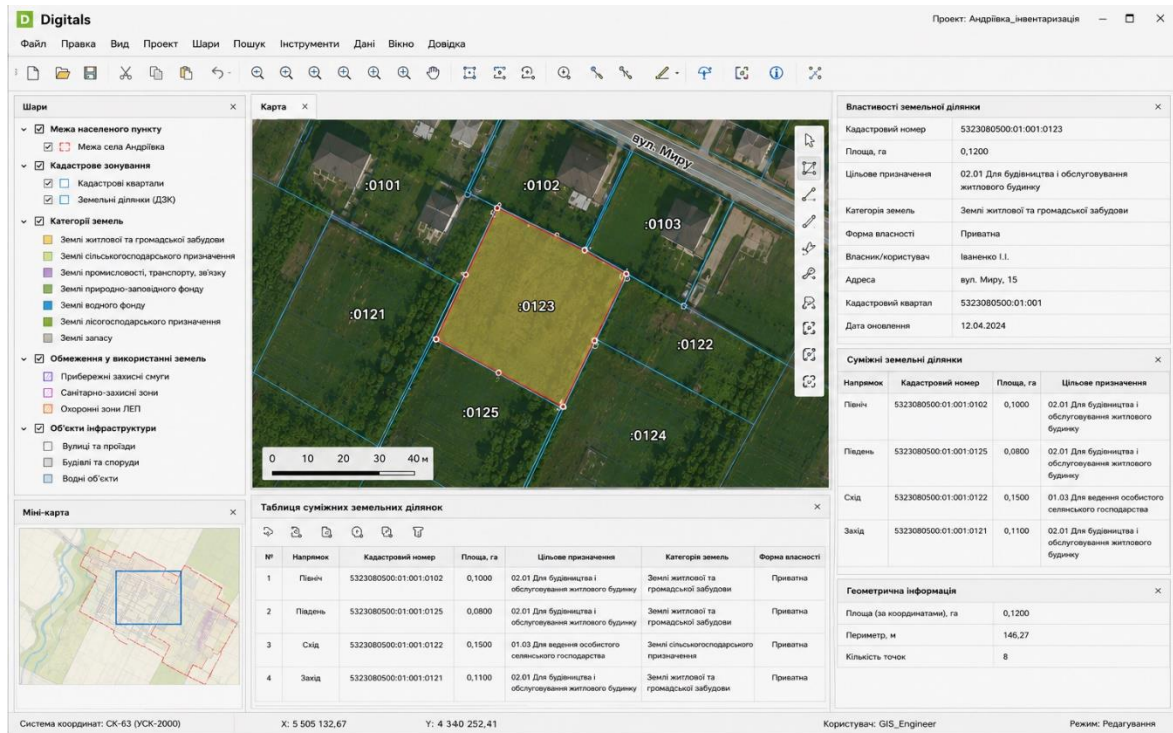 Digitals
Проект: Андріївка_інвентаризація
Файл Правка Вид Проект Шари Пошук Інструменти Дані Вікно Довідка
Шари
Межа населеного пункту
Межа села Андріївка
Кадастрове зонування
Кадастрові квартали
Земельні ділянки (ДЗК)
Категорії земель
Землі житлової та громадської забудови
Землі сільськогосподарського призначення
Землі промисловості, транспорту, зв'язку
Землі природно-заповідного фонду
Землі водного фонду
Землі лісогосподарського призначення
Землі запасу
Обмеження у використанні земель
Прибережні захисні смуги
Санітарно-захисні зони
Охоронні зони ЛЕП
Об'єкти інфраструктури
Вулиці та проїзди
Будівлі та споруди
Водні об'єкти
Міні-карта
Карта
вул. Миру
:0101
:0102
:0103
:0121
:0123
:0122
:0125
:0124
0 10 20 30 40 м
Таблиця суміжних земельних ділянок
№ Напрямок Кадастровий номер Площа, га Цільове призначення Категорія земель Форма власності
1 Північ 5323080500:01:001:0102 0,1000 02.01 Для будівництва і Землі житлової та Приватна
обслуговування житлового будинку громадської забудови
2 Південь 5323080500:01:001:0125 0,0800 02.01 Для будівництва і Землі житлової та Приватна
обслуговування житлового будинку громадської забудови
3 Схід 5323080500:01:001:0122 0,1500 01.03 Для ведення особистого Землі сільськогосподарського Приватна
селянського господарства призначення
4 Захід 5323080500:01:001:0121 0,1100 02.01 Для будівництва і Землі житлової та Приватна
обслуговування житлового будинку громадської забудови
Властивості земельної ділянки
Кадастровий номер 5323080500:01:001:0123
Площа, га 0,1200
Цільове призначення 02.01 Для будівництва і обслуговування
житлового будинку
Категорія земель Землі житлової та громадської забудови
Форма власності Приватна
Власник/користувач Іваненко І.І.
Адреса вул. Миру, 15
Кадастровий квартал 5323080500:01:001
Дата оновлення 12.04.2024
Суміжні земельні ділянки
Напрямок Кадастровий номер Площа, га Цільове призначення
Північ 5323080500:01:001:0102 0,1000 02.01 Для будівництва і
обслуговування житлового
будинку
Південь 5323080500:01:001:0125 0,0800 02.01 Для будівництва і
обслуговування житлового
будинку
Схід 5323080500:01:001:0122 0,1500 01.03 Для ведення особистого
селянського господарства
Захід 5323080500:01:001:0121 0,1100 02.01 Для будівництва і
обслуговування житлового
будинку
Геометрична інформація
Площа (за координатами), га 0,1200
Периметр, м 146,27
Кількість точок 8
Система координат: СК-63 (УСК-2000) X: 5 505 132,67 Y: 4 340 252,41 Користувач: GIS_Engineer Режим: Редагування